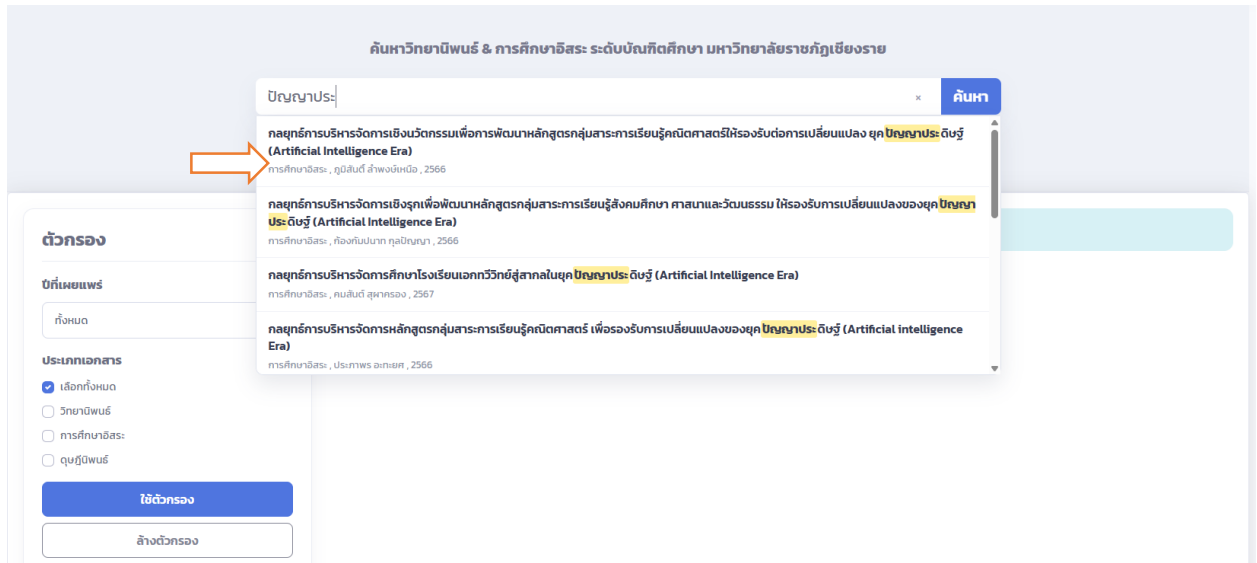 ค้นหาวิทยานิพนธ์ & การศึกษาอิสระ ระดับบัณฑิตศึกษา มหาวิทยาลัยราชภัฏเชียงราย
ปัญญาประ × ค้นหา
กลยุทธ์การบริหารจัดการเชิงนวัตกรรมเพื่อการพัฒนาหลักสูตรกลุ่มสาระการเรียนรู้คณิตศาสตร์ให้รองรับต่อการเปลี่ยนแปลง ยุคปัญญาประดิษฐ์
(Artificial Intelligence Era)
การศึกษาอิสระ , ภูมิสันติ์ ลำพงษ์เหนือ , 2566
กลยุทธ์การบริหารจัดการเชิงรุกเพื่อพัฒนาหลักสูตรกลุ่มสาระการเรียนรู้สังคมศึกษา ศาสนาและวัฒนธรรม ให้รองรับการเปลี่ยนแปลงของยุคปัญญา
ประดิษฐ์ (Artificial Intelligence Era)
การศึกษาอิสระ , ก้องกัมปนาท กุลปัญญา , 2566
กลยุทธ์การบริหารจัดการศึกษาโรงเรียนเอกทวีวิทย์สู่สากลในยุคปัญญาประดิษฐ์ (Artificial Intelligence Era)
การศึกษาอิสระ , คมสันต์ สุผาครอง , 2567
กลยุทธ์การบริหารจัดการหลักสูตรกลุ่มสาระการเรียนรู้คณิตศาสตร์ เพื่อรองรับการเปลี่ยนแปลงของยุคปัญญาประดิษฐ์ (Artificial intelligence
Era)
การศึกษาอิสระ , ประภาพร อะทะยศ , 2566
ตัวกรอง
ปีที่เผยแพร่
ทั้งหมด
ประเภทเอกสาร
เลือกทั้งหมด
วิทยานิพนธ์
การศึกษาอิสระ
ดุษฎีนิพนธ์
ใช้ตัวกรอง
ล้างตัวกรอง